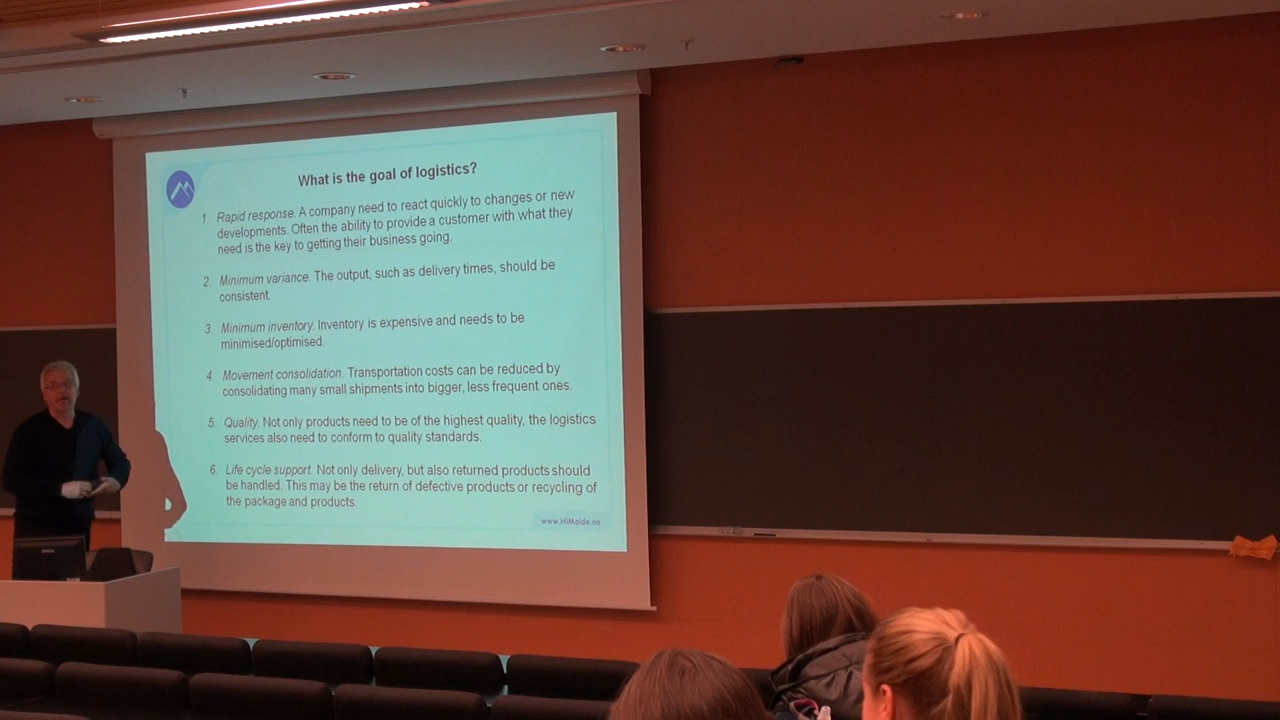 What is the goal of logistics?
1. Rapid response. A company need to react quickly to changes or new
developments. Often the ability to provide a customer with what they
need is the key to getting their business going.
2. Minimum variance. The output, such as delivery times, should be
consistent.
3. Minimum inventory. Inventory is expensive and needs to be
minimised/optimised.
4. Movement consolidation. Transportation costs can be reduced by
consolidating many small shipments into bigger, less frequent ones.
5. Quality. Not only products need to be of the highest quality, the logistics
services also need to conform to quality standards.
6. Life cycle support. Not only delivery, but also returned products should
be handled. This may be the return of defective products or recycling of
the package and products.
www.HiMolde.no